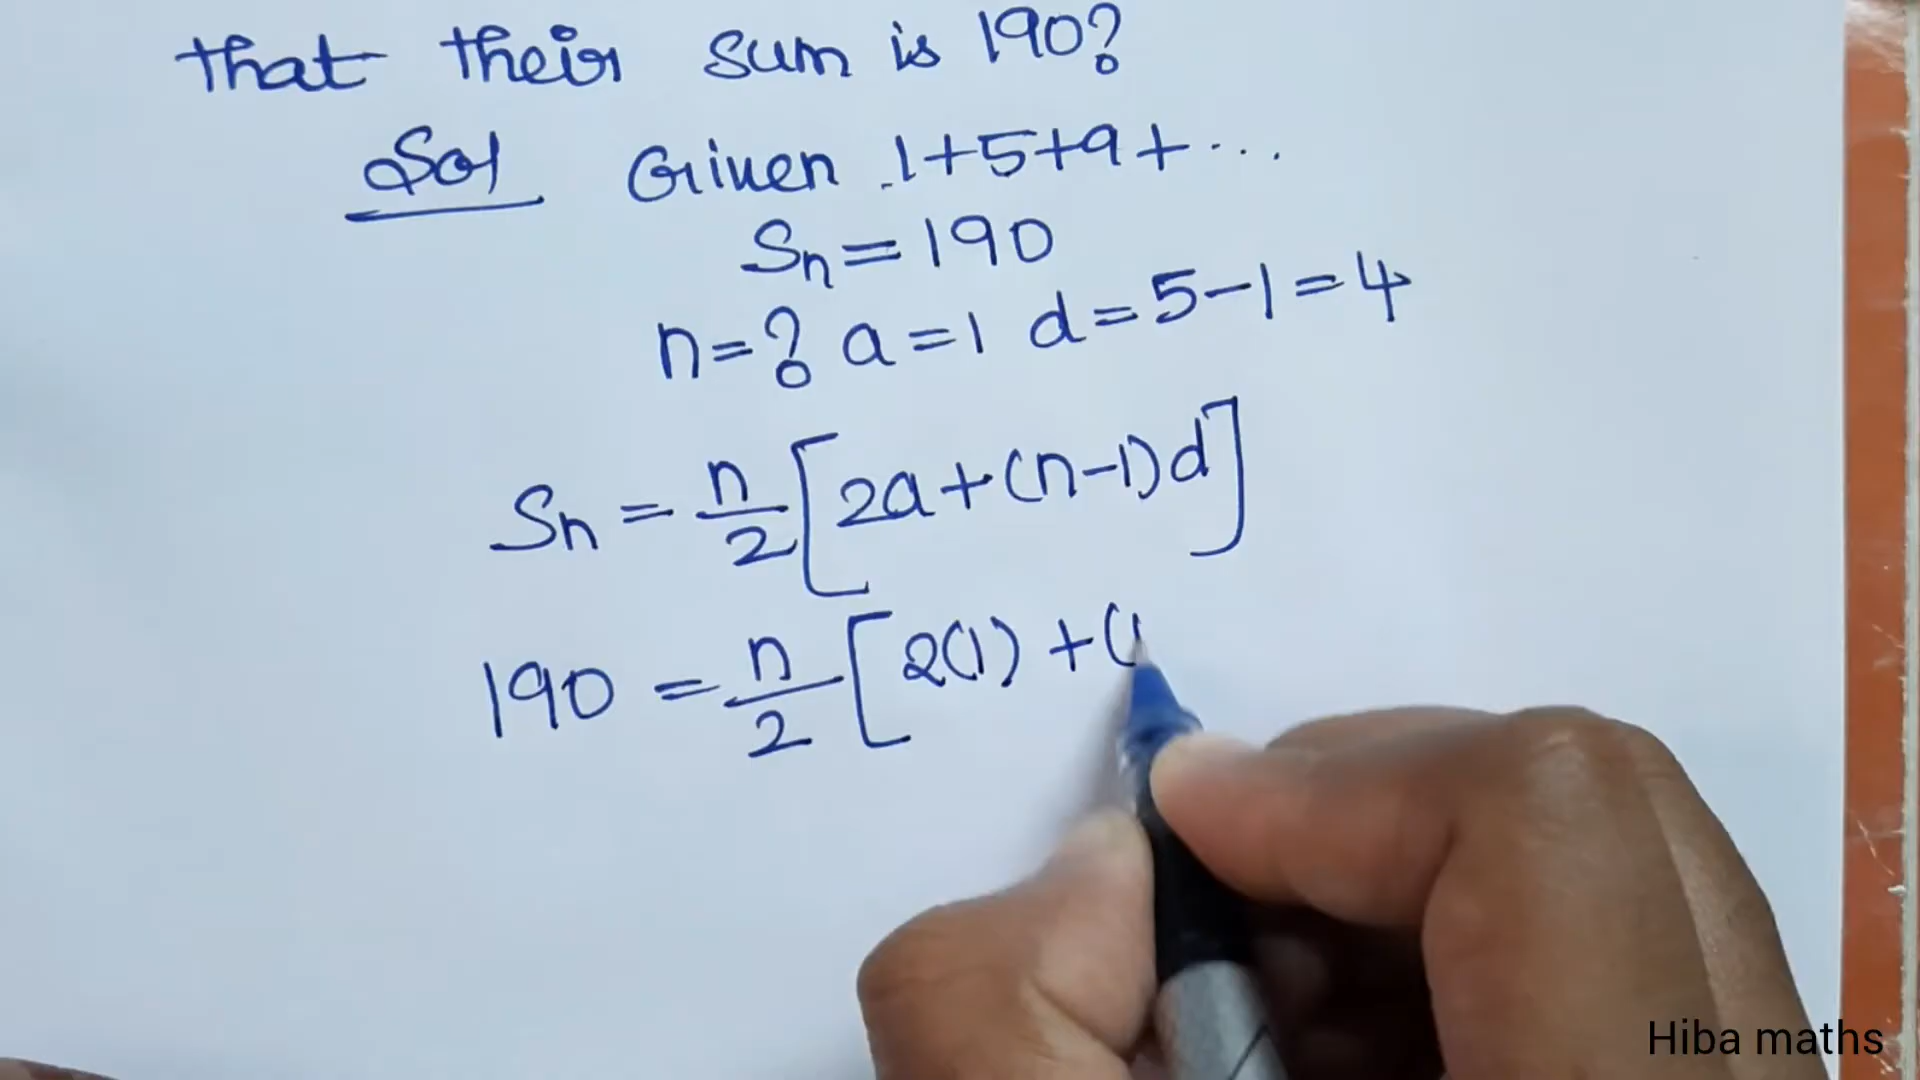 that their sum is 190?
Sol Given 1+5+9+...
Sn=190
n=? a=1 d=5-1=4
Sn = n/2 [2a+(n-1)d]
190 = n/2 [2(1) +(
Hiba maths